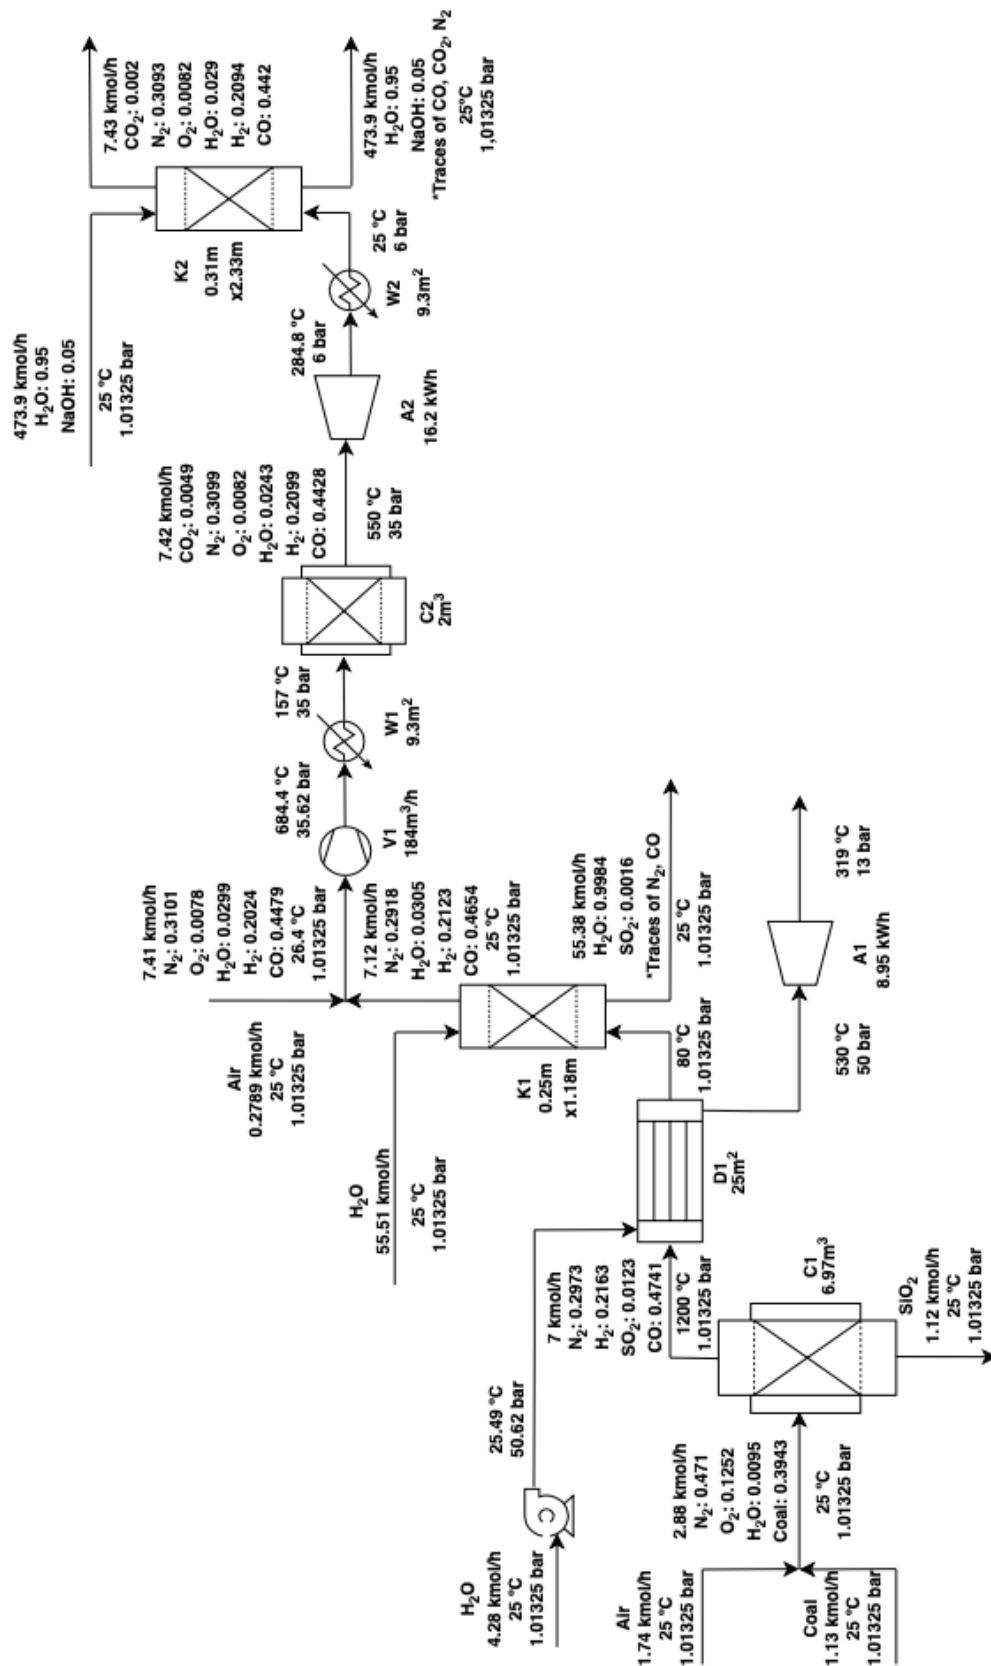 473.9 kmol/h
H₂O: 0.95
NaOH: 0.05
25 °C
1.01325 bar
7.43 kmol/h
CO₂: 0.002
N₂: 0.3093
O₂: 0.0082
H₂O: 0.029
H₂: 0.2094
CO: 0.442
K2
0.31m
x2.33m
473.9 kmol/h
H₂O: 0.95
NaOH: 0.05
*Traces of CO, CO₂, N₂
25°C
1,01325 bar
25 °C
6 bar
W2
9.3m²
284.8 °C
6 bar
A2
16.2 kWh
7.42 kmol/h
CO₂: 0.0049
N₂: 0.3099
O₂: 0.0082
H₂O: 0.0243
H₂: 0.2099
CO: 0.4428
550 °C
35 bar
C2
2m³
157 °C
35 bar
W1
9.3m²
684.4 °C
35.62 bar
V1
184m³/h
7.41 kmol/h
N₂: 0.3101
O₂: 0.0078
H₂O: 0.0299
H₂: 0.2024
CO: 0.4479
26.4 °C
1.01325 bar
7.12 kmol/h
N₂: 0.2918
H₂O: 0.0305
H₂: 0.2123
CO: 0.4654
25 °C
1.01325 bar
Air
0.2789 kmol/h
25 °C
1.01325 bar
H₂O
55.51 kmol/h
25 °C
1.01325 bar
K1
0.25m
x1.18m
55.38 kmol/h
H₂O: 0.9984
SO₂: 0.0016
*Traces of N₂, CO
25 °C
1.01325 bar
80 °C
1.01325 bar
D1
25m²
530 °C
50 bar
A1
8.95 kWh
319 °C
13 bar
7 kmol/h
N₂: 0.2973
H₂: 0.2163
SO₂: 0.0123
CO: 0.4741
1200 °C
1.01325 bar
25.49 °C
50.62 bar
H₂O
4.28 kmol/h
25 °C
1.01325 bar
C1
6.97m³
SiO₂
1.12 kmol/h
25 °C
1.01325 bar
2.88 kmol/h
N₂: 0.471
O₂: 0.1252
H₂O: 0.0095
Coal: 0.3943
25 °C
1.01325 bar
Air
1.74 kmol/h
25 °C
1.01325 bar
Coal
1.13 kmol/h
25 °C
1.01325 bar